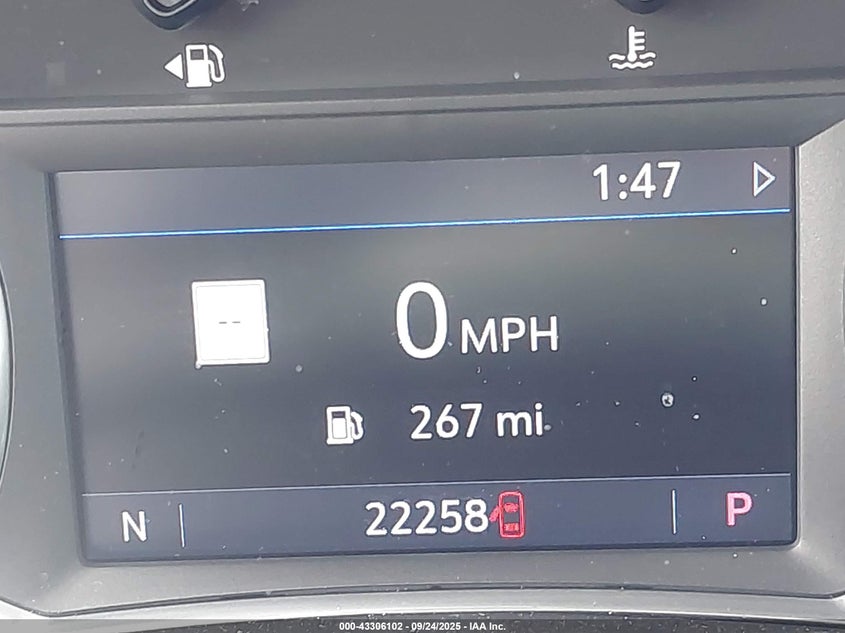 1:47
--
0 MPH
267 mi
N 22258 P
000-43306102 - 09/24/2025 - IAA Inc.